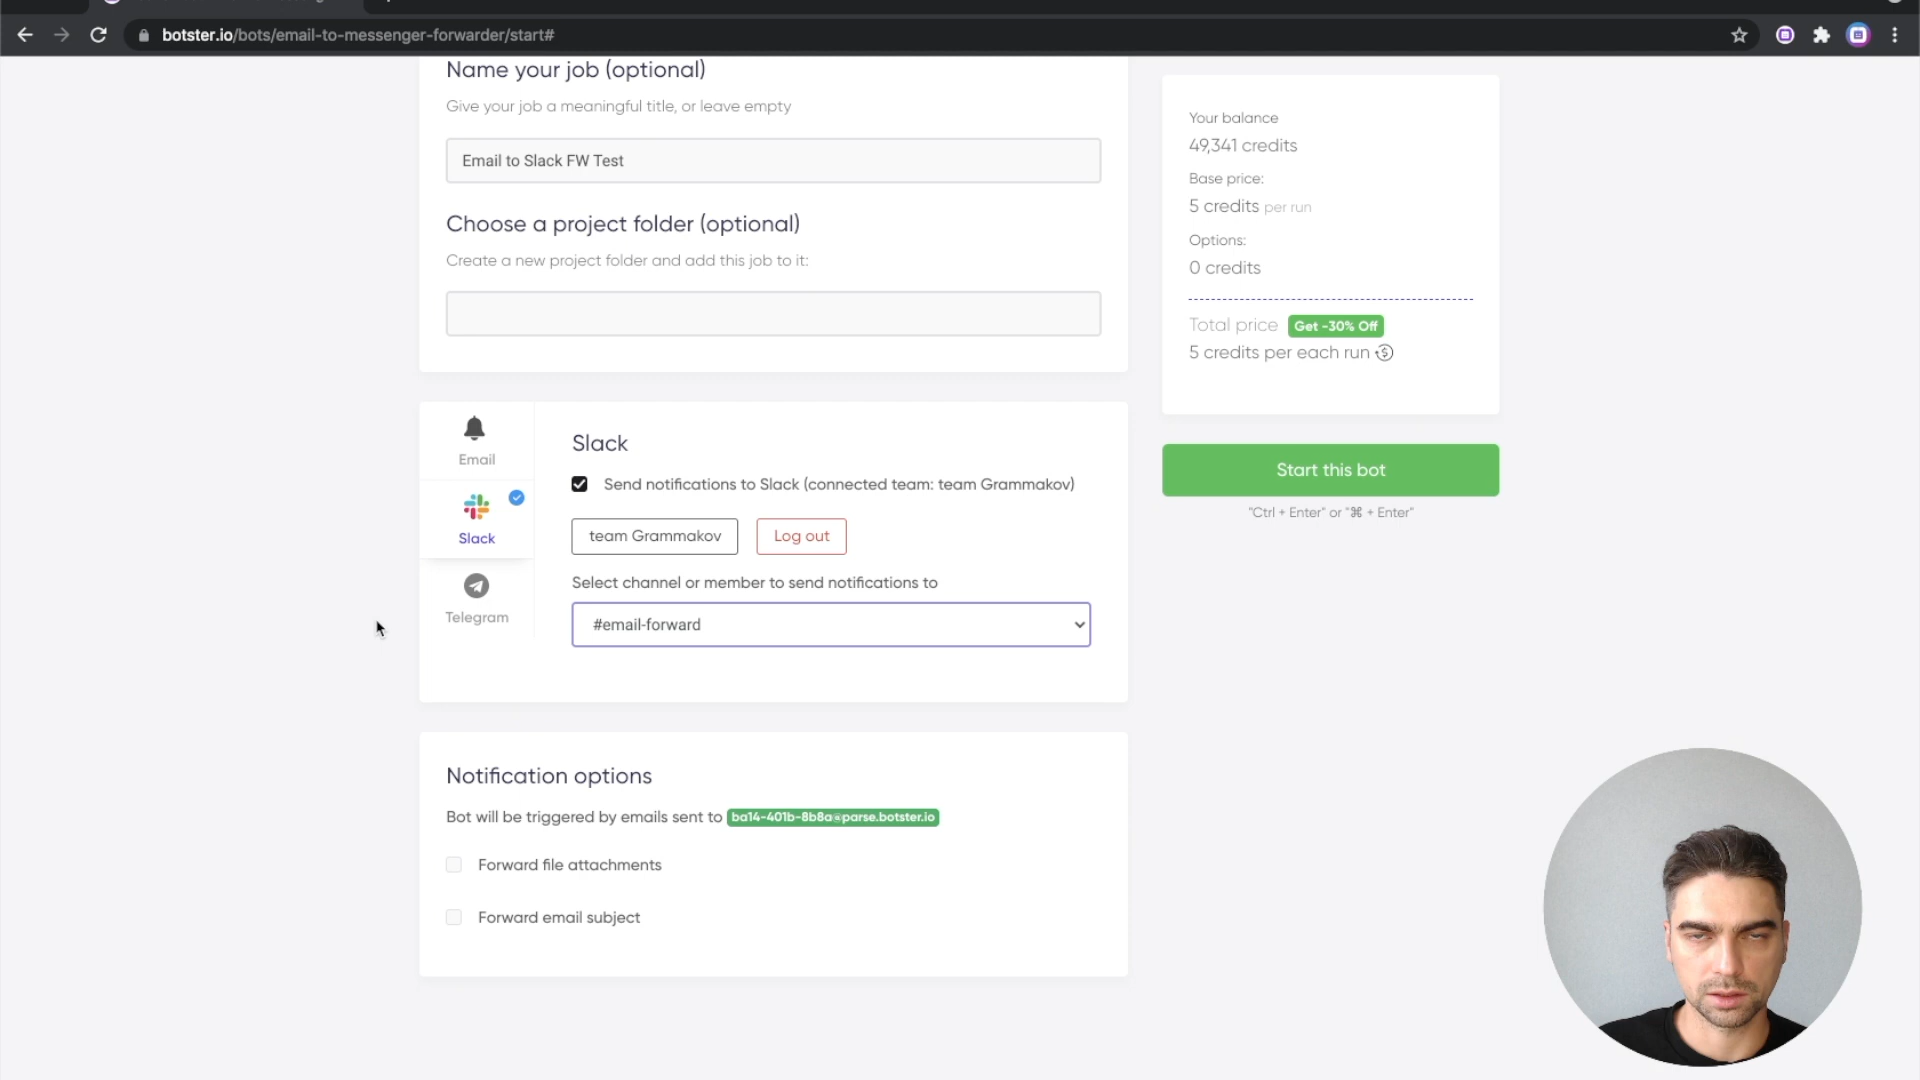 botster.io/bots/email-to-messenger-forwarder/start#
Name your job (optional)
Give your job a meaningful title, or leave empty
Email to Slack FW Test
Choose a project folder (optional)
Create a new project folder and add this job to it:
Your balance
49,341 credits
Base price:
5 credits per run
Options:
0 credits
Total price Get -30% Off
5 credits per each run
Start this bot
"Ctrl + Enter" or "⌘ + Enter"
Email
Slack
Telegram
Slack
Send notifications to Slack (connected team: team Grammakov)
team Grammakov Log out
Select channel or member to send notifications to
#email-forward
Notification options
Bot will be triggered by emails sent to ba14-401b-8b8a@parse.botster.io
Forward file attachments
Forward email subject